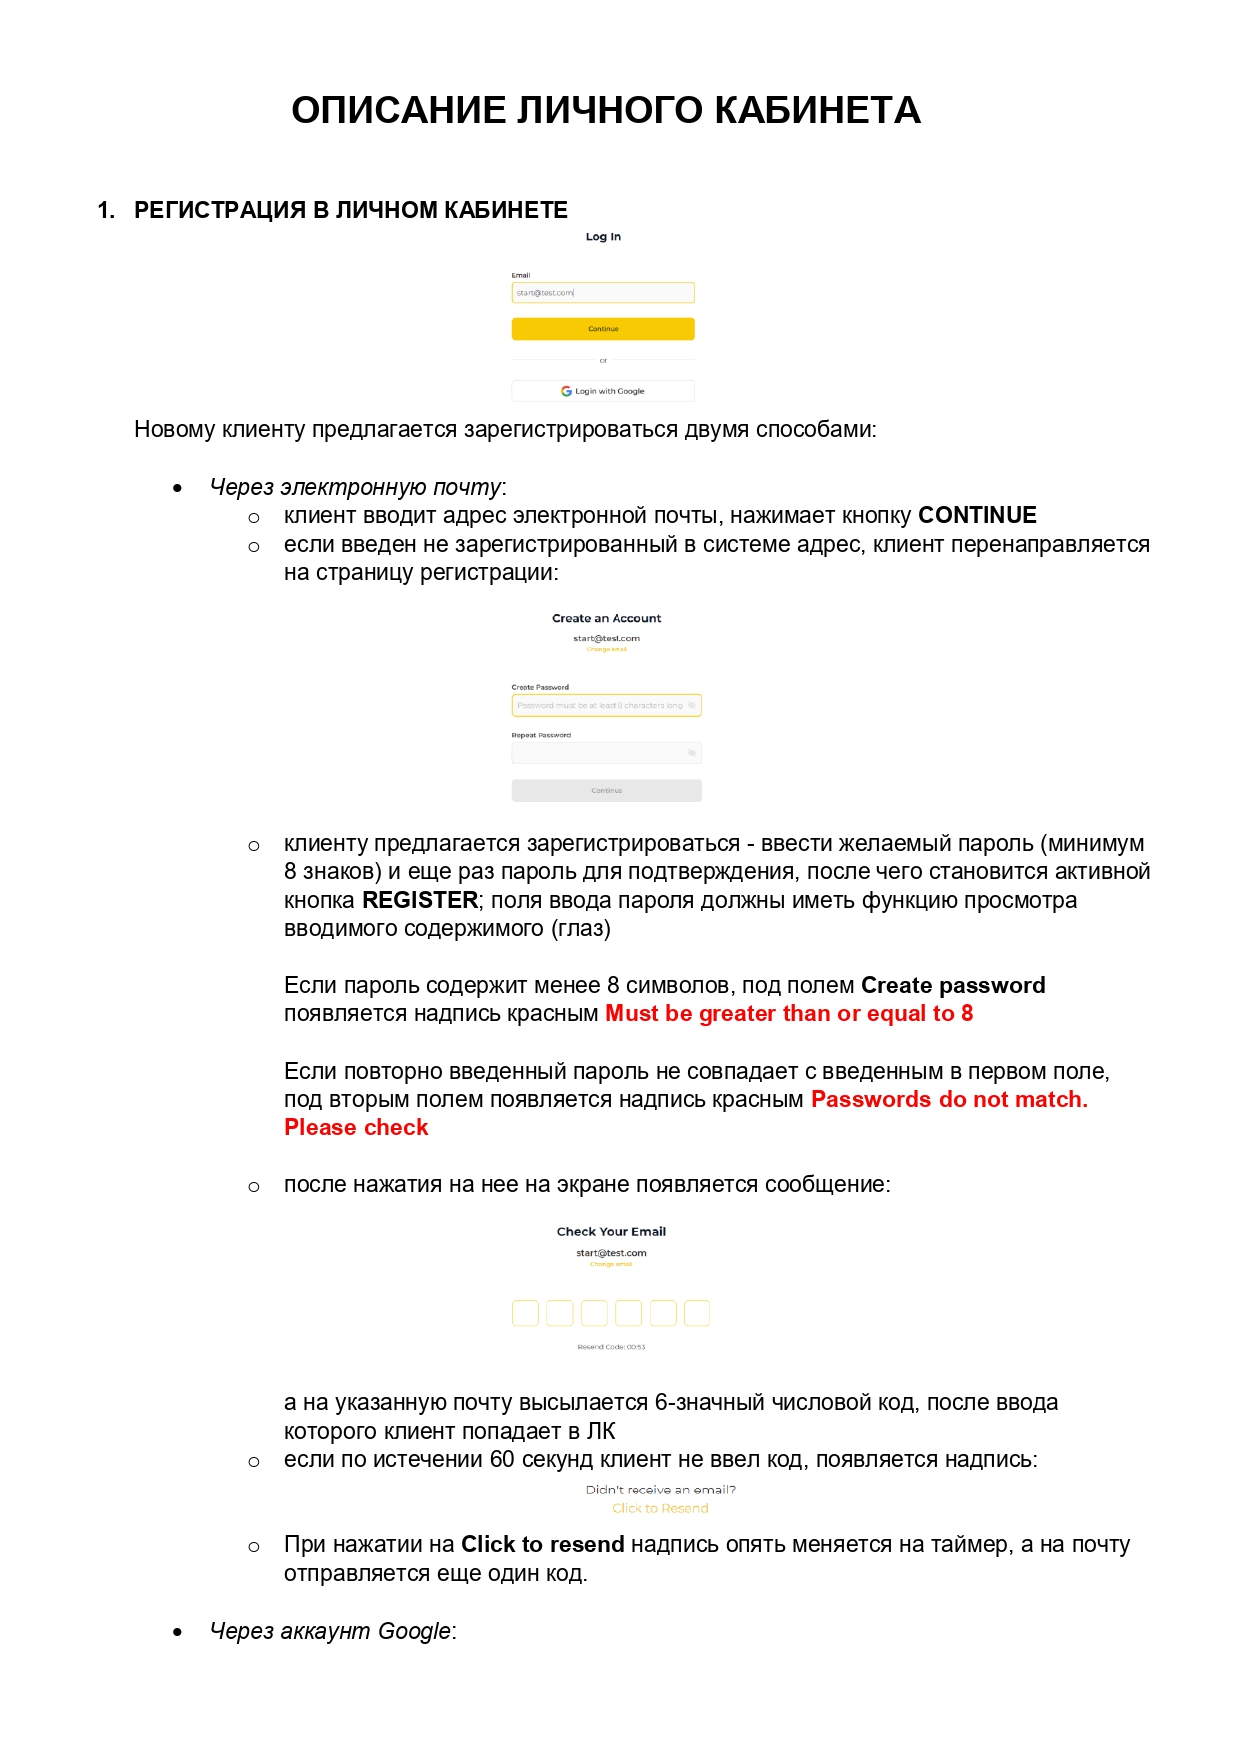 ОПИСАНИЕ ЛИЧНОГО КАБИНЕТА
1. РЕГИСТРАЦИЯ В ЛИЧНОМ КАБИНЕТЕ
Log In
Email
start@test.com
Continue
or
Login with Google
Новому клиенту предлагается зарегистрироваться двумя способами:
• Через электронную почту:
o клиент вводит адрес электронной почты, нажимает кнопку CONTINUE
o если введен не зарегистрированный в системе адрес, клиент перенаправляется
на страницу регистрации:
Create an Account
start@test.com
Change email
Create Password
Password must be at least 8 characters long
Repeat Password
Continue
o клиенту предлагается зарегистрироваться - ввести желаемый пароль (минимум
8 знаков) и еще раз пароль для подтверждения, после чего становится активной
кнопка REGISTER; поля ввода пароля должны иметь функцию просмотра
вводимого содержимого (глаз)
Если пароль содержит менее 8 символов, под полем Create password
появляется надпись красным Must be greater than or equal to 8
Если повторно введенный пароль не совпадает с введенным в первом поле,
под вторым полем появляется надпись красным Passwords do not match.
Please check
o после нажатия на нее на экране появляется сообщение:
Check Your Email
start@test.com
Change email
Resend Code: 00:53
а на указанную почту высылается 6-значный числовой код, после ввода
которого клиент попадает в ЛК
o если по истечении 60 секунд клиент не ввел код, появляется надпись:
Didn't receive an email?
Click to Resend
o При нажатии на Click to resend надпись опять меняется на таймер, а на почту
отправляется еще один код.
• Через аккаунт Google: